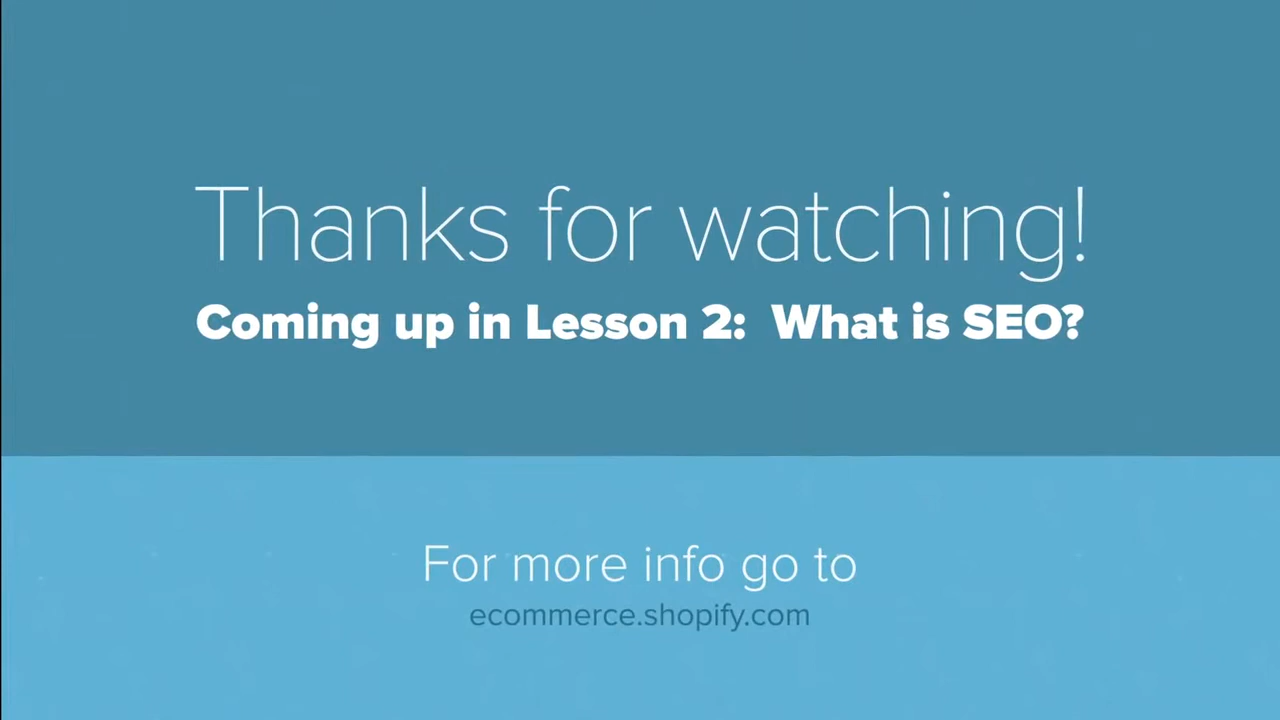 Thanks for watching!
Coming up in Lesson 2: What is SEO?
For more info go to
ecommerce.shopify.com